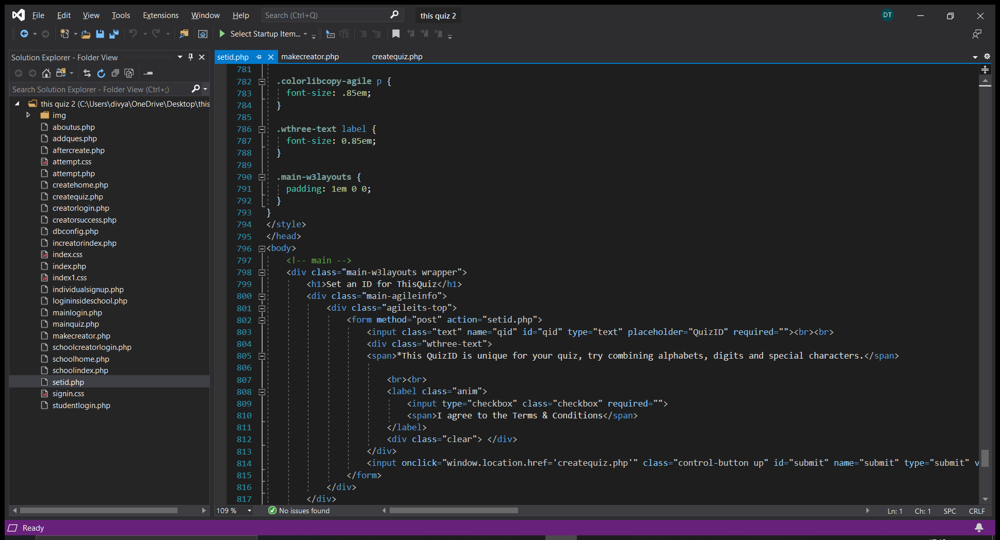 File Edit View Tools Extensions Window Help Search (Ctrl+Q) this quiz 2 DT
Select Startup Item...
Solution Explorer - Folder View
setid.php makecreator.php createquiz.php
Search Solution Explorer - Folder View (Ctrl+;)
this quiz 2 (C:\Users\divya\OneDrive\Desktop\this
img
aboutus.php
addques.php
aftercreate.php
attempt.css
attempt.php
createhome.php
createquiz.php
creatorlogin.php
creatorsuccess.php
dbconfig.php
increatorindex.php
index.css
index.php
index1.css
individualsignup.php
logininsideschool.php
mainlogin.php
mainquiz.php
makecreator.php
schoolcreatorlogin.php
schoolhome.php
schoolindex.php
setid.php
signin.css
studentlogin.php
781
782 .colorlibcopy-agile p {
783 font-size: .85em;
784 }
785
786 .wthree-text label {
787 font-size: 0.85em;
788 }
789
790 .main-w3layouts {
791 padding: 1em 0 0;
792 }
793 }
794 </style>
795 </head>
796 <body>
797 <!-- main -->
798 <div class="main-w3layouts wrapper">
799 <h1>Set an ID for ThisQuiz</h1>
800 <div class="main-agileinfo">
801 <div class="agileits-top">
802 <form method="post" action="setid.php">
803 <input class="text" name="qid" id="qid" type="text" placeholder="QuizID" required=""><br><br>
804 <div class="wthree-text">
805 <span>*This QuizID is unique for your quiz, try combining alphabets, digits and special characters.</span>
806
807 <br><br>
808 <label class="anim">
809 <input type="checkbox" class="checkbox" required="">
810 <span>I agree to the Terms & Conditions</span>
811 </label>
812 <div class="clear"> </div>
813 </div>
814 <input onclick="window.location.href='createquiz.php'" class="control-button up" id="submit" name="submit" type="submit" v
815 </form>
816 </div>
817 </div>
109 % No issues found Ln: 1 Ch: 1 SPC CRLF
Ready